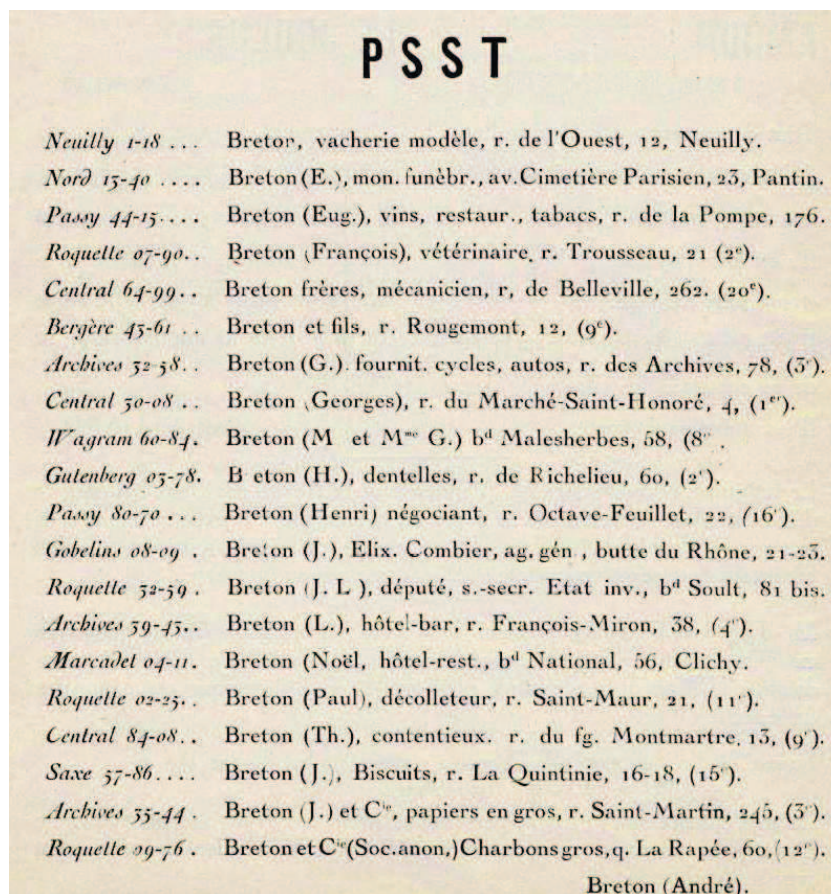 PSST
Neuilly 1-18 ... Breton, vacherie modèle, r. de l'Ouest, 12, Neuilly.
Nord 13-40 .... Breton (E.), mon. funèbr., av. Cimetière Parisien, 23, Pantin.
Passy 44-15.... Breton (Eug.), vins, restaur., tabacs, r. de la Pompe, 176.
Roquette 07-90.. Breton (François), vétérinaire, r. Trousseau, 21 (2e).
Central 64-99.. Breton frères, mécanicien, r, de Belleville, 262. (20e).
Bergère 43-61 .. Breton et fils, r. Rougemont, 12, (9e).
Archives 32-58.. Breton (G.). fournit. cycles, autos, r. des Archives, 78, (3e).
Central 30-08 .. Breton (Georges), r. du Marché-Saint-Honoré, 4, (1er).
Wagram 60-84. Breton (M et Mme G.) bd Malesherbes, 58, (8e .
Gutenberg 03-78. B eton (H.), dentelles, r. de Richelieu, 60, (2e).
Passy 80-70 ... Breton (Henri) négociant, r. Octave-Feuillet, 22, (16e).
Gobelins 08-09 . Breton (J.), Elix. Combier, ag. gén , butte du Rhône, 21-23.
Roquette 32-59 . Breton (J. L ), député, s.-secr. Etat inv., bd Soult, 81 bis.
Archives 39-43.. Breton (L.), hôtel-bar, r. François-Miron, 38, (4e).
Marcadet 04-11. Breton (Noël, hôtel-rest., bd National, 56, Clichy.
Roquette 02-25.. Breton (Paul), décolleteur, r. Saint-Maur, 21, (11e).
Central 84-08.. Breton (Th.), contentieux. r. du fg. Montmartre, 13, (9e).
Saxe 57-86.... Breton (J.), Biscuits, r. La Quintinie, 16-18, (15e).
Archives 35-44 . Breton (J.) et Cie, papiers en gros, r. Saint-Martin, 245, (3e).
Roquette 09-76 . Breton et Cie (Soc. anon,) Charbons gros, q. La Rapée, 60, (12e).
Breton (André).